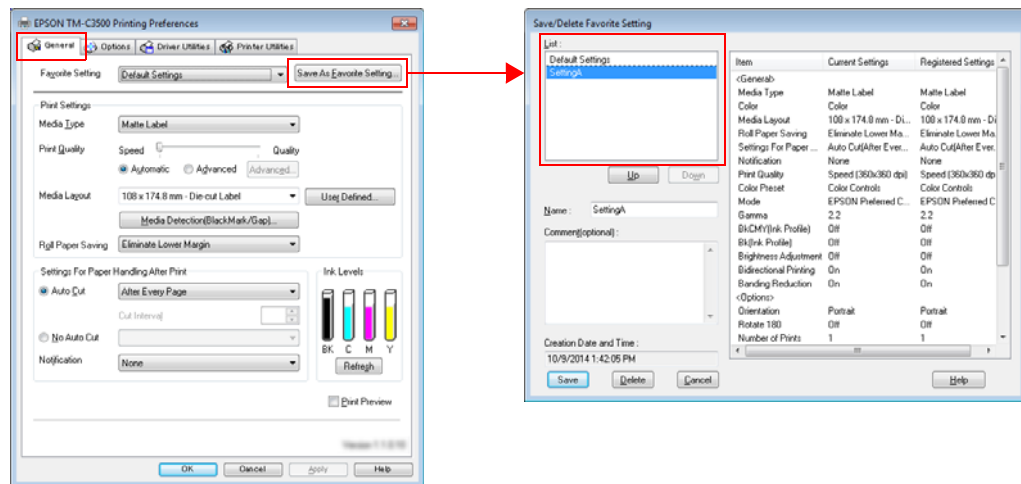 EPSON TM-C3500 Printing Preferences
General
Options
Driver Utilities
Printer Utilities
Favorite Setting
Default Settings
Save As Favorite Setting...
Print Settings
Media Type
Matte Label
Print Quality
Speed
Quality
Automatic
Advanced
Advanced...
Media Layout
108 x 174.8 mm - Die-cut Label
User Defined...
Media Detection(BlackMark/Gap)...
Roll Paper Saving
Eliminate Lower Margin
Settings For Paper Handling After Print
Auto Cut
After Every Page
Cut Interval
No Auto Cut
Notification
None
Ink Levels
BK C M Y
Refresh
Print Preview
OK
Cancel
Apply
Help
Save/Delete Favorite Setting
List :
Default Settings
SettingA
Up
Down
Name :
SettingA
Comment(optional) :
Creation Date and Time :
10/9/2014 1:42:05 PM
Save
Delete
Cancel
Item Current Settings Registered Settings
<General>
Media Type Matte Label Matte Label
Color Color Color
Media Layout 108 x 174.8 mm - Di... 108 x 174.8 mm - Di
Roll Paper Saving Eliminate Lower Ma... Eliminate Lower Ma
Settings For Paper ... Auto Cut(After Ever... Auto Cut(After Ever.
Notification None None
Print Quality Speed (360x360 dpi) Speed (360x360 dp
Color Preset Color Controls Color Controls
Mode EPSON Preferred C... EPSON Preferred C
Gamma 2.2 2.2
BkCMY(Ink Profile) Off Off
Bk(Ink Profile) Off Off
Brightness Adjustment Off Off
Bidirectional Printing On On
Banding Reduction On On
<Options>
Orientation Portrait Portrait
Rotate 180 Off Off
Number of Prints 1 1
Help